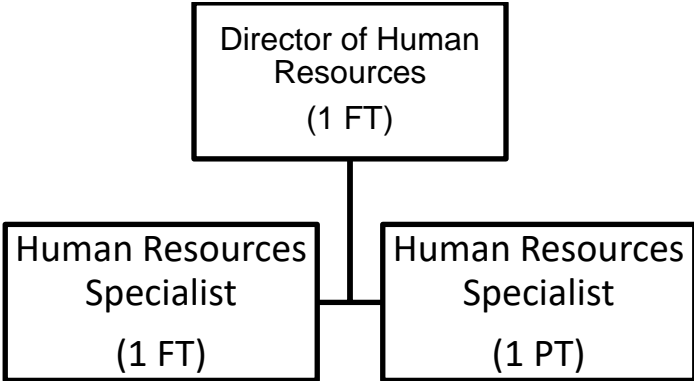 Director of Human
Resources
(1 FT)
Human Resources
Specialist
(1 FT)
Human Resources
Specialist
(1 PT)